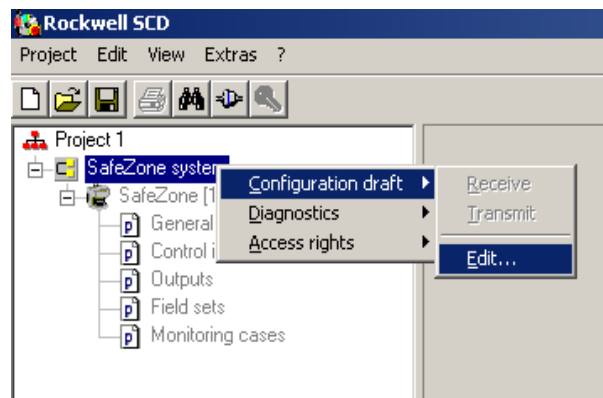 Rockwell SCD
Project Edit View Extras ?
Project 1
SafeZone system
SafeZone [1
General
Control i
Outputs
Field sets
Monitoring cases
Configuration draft
Diagnostics
Access rights
Receive
Transmit
Edit...